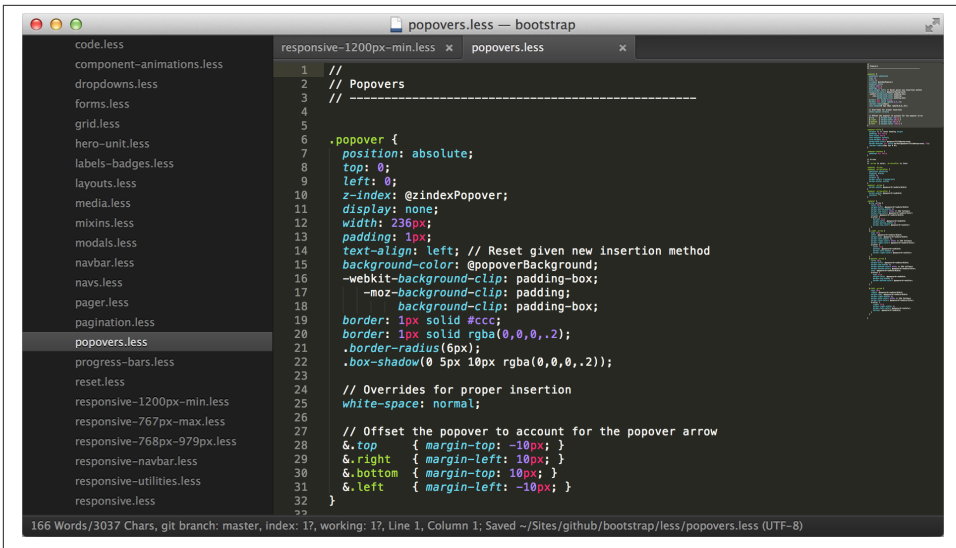 popovers.less — bootstrap
code.less
component-animations.less
dropdowns.less
forms.less
grid.less
hero-unit.less
labels-badges.less
layouts.less
media.less
mixins.less
modals.less
navbar.less
navs.less
pager.less
pagination.less
popovers.less
progress-bars.less
reset.less
responsive-1200px-min.less
responsive-767px-max.less
responsive-768px-979px.less
responsive-navbar.less
responsive-utilities.less
responsive.less
responsive-1200px-min.less × popovers.less ×
1 //
2 // Popovers
3 // --------------------------------------------------
4
5
6 .popover {
7 position: absolute;
8 top: 0;
9 left: 0;
10 z-index: @zindexPopover;
11 display: none;
12 width: 236px;
13 padding: 1px;
14 text-align: left; // Reset given new insertion method
15 background-color: @popoverBackground;
16 -webkit-background-clip: padding-box;
17 -moz-background-clip: padding;
18 background-clip: padding-box;
19 border: 1px solid #ccc;
20 border: 1px solid rgba(0,0,0,.2);
21 .border-radius(6px);
22 .box-shadow(0 5px 10px rgba(0,0,0,.2));
23
24 // Overrides for proper insertion
25 white-space: normal;
26
27 // Offset the popover to account for the popover arrow
28 &.top { margin-top: -10px; }
29 &.right { margin-left: 10px; }
30 &.bottom { margin-top: 10px; }
31 &.left { margin-left: -10px; }
32 }
33
166 Words/3037 Chars, git branch: master, index: 1?, working: 1?, Line 1, Column 1; Saved ~/Sites/github/bootstrap/less/popovers.less (UTF-8)